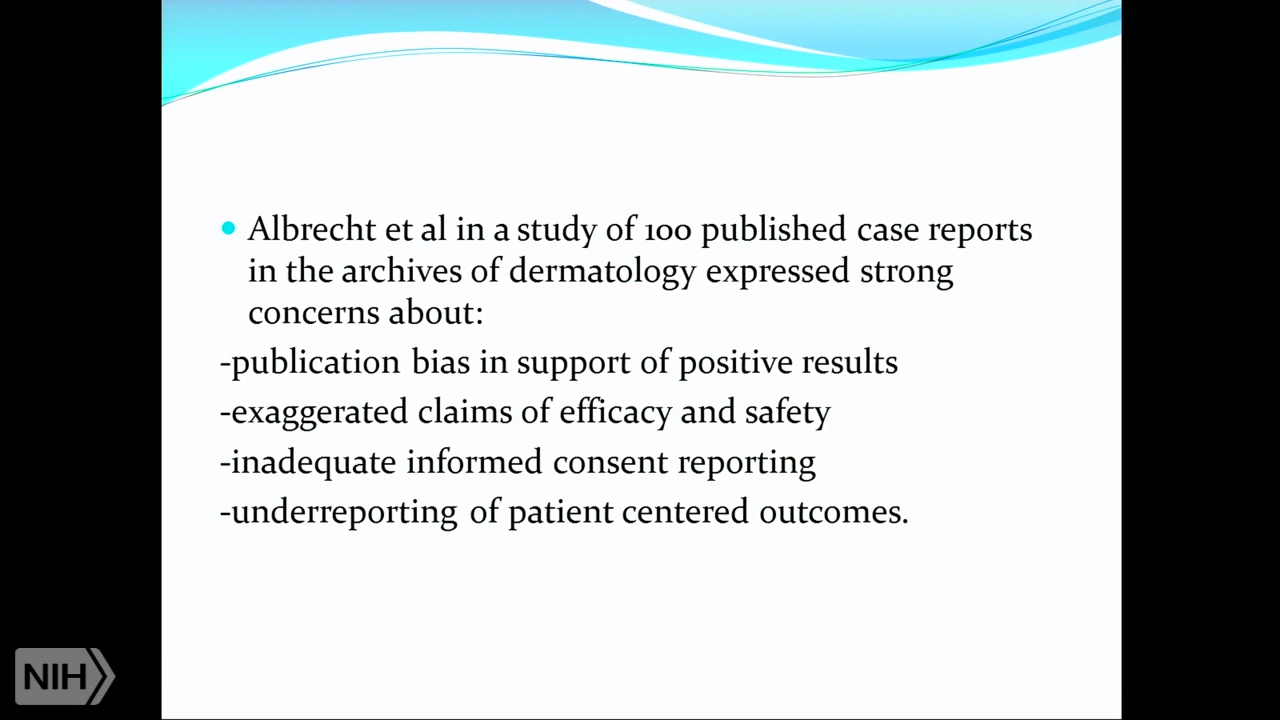 Albrecht et al in a study of 100 published case reports
in the archives of dermatology expressed strong
concerns about:
-publication bias in support of positive results
-exaggerated claims of efficacy and safety
-inadequate informed consent reporting
-underreporting of patient centered outcomes.
NIH